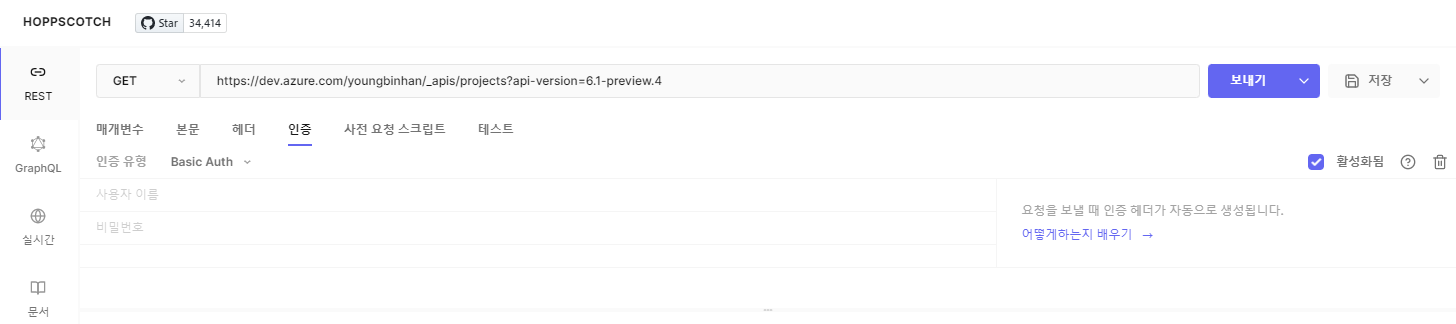 HOPPSCOTCH Star 34,414
REST
GraphQL
실시간
문서
GET https://dev.azure.com/youngbinhan/_apis/projects?api-version=6.1-preview.4 보내기 저장
매개변수 본문 헤더 인증 사전 요청 스크립트 테스트
인증 유형 Basic Auth 활성화됨
사용자 이름
비밀번호
요청을 보낼 때 인증 헤더가 자동으로 생성됩니다.
어떻게하는지 배우기 →